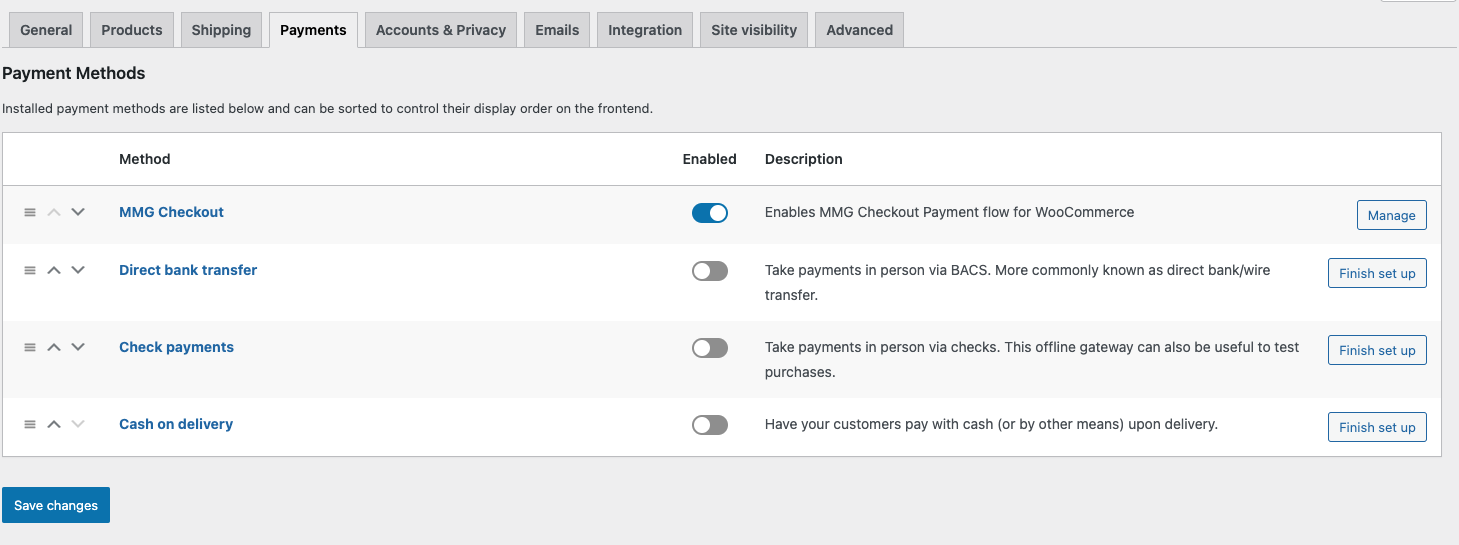 General Products Shipping Payments Accounts & Privacy Emails Integration Site visibility Advanced
Payment Methods
Installed payment methods are listed below and can be sorted to control their display order on the frontend.
Method Enabled Description
MMG Checkout Enables MMG Checkout Payment flow for WooCommerce Manage
Direct bank transfer Take payments in person via BACS. More commonly known as direct bank/wire Finish set up
transfer.
Check payments Take payments in person via checks. This offline gateway can also be useful to test Finish set up
purchases.
Cash on delivery Have your customers pay with cash (or by other means) upon delivery. Finish set up
Save changes